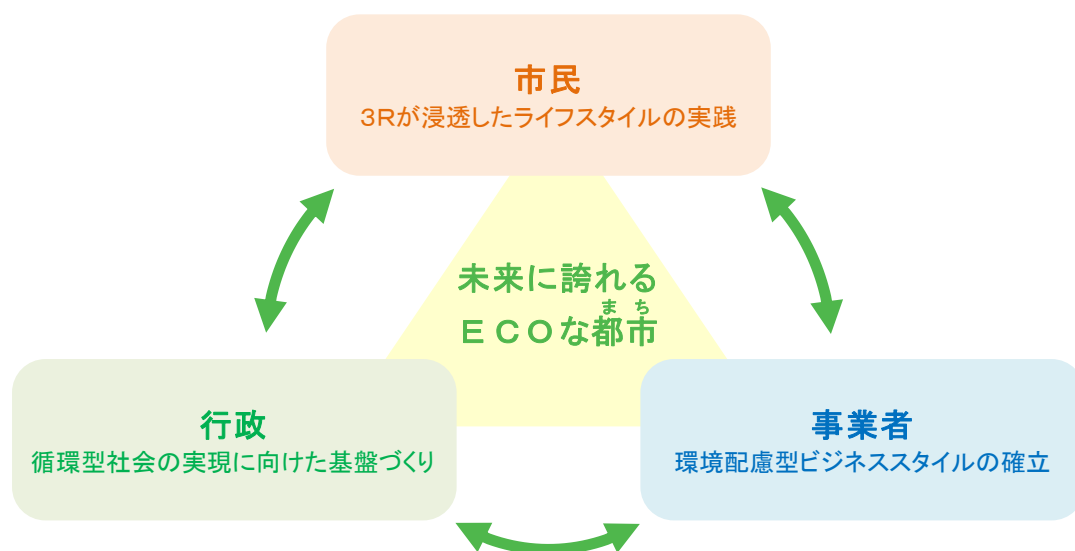 市民
3Rが浸透したライフスタイルの実践
未来に誇れる
まち
ECOな都市
行政
循環型社会の実現に向けた基盤づくり
事業者
環境配慮型ビジネススタイルの確立